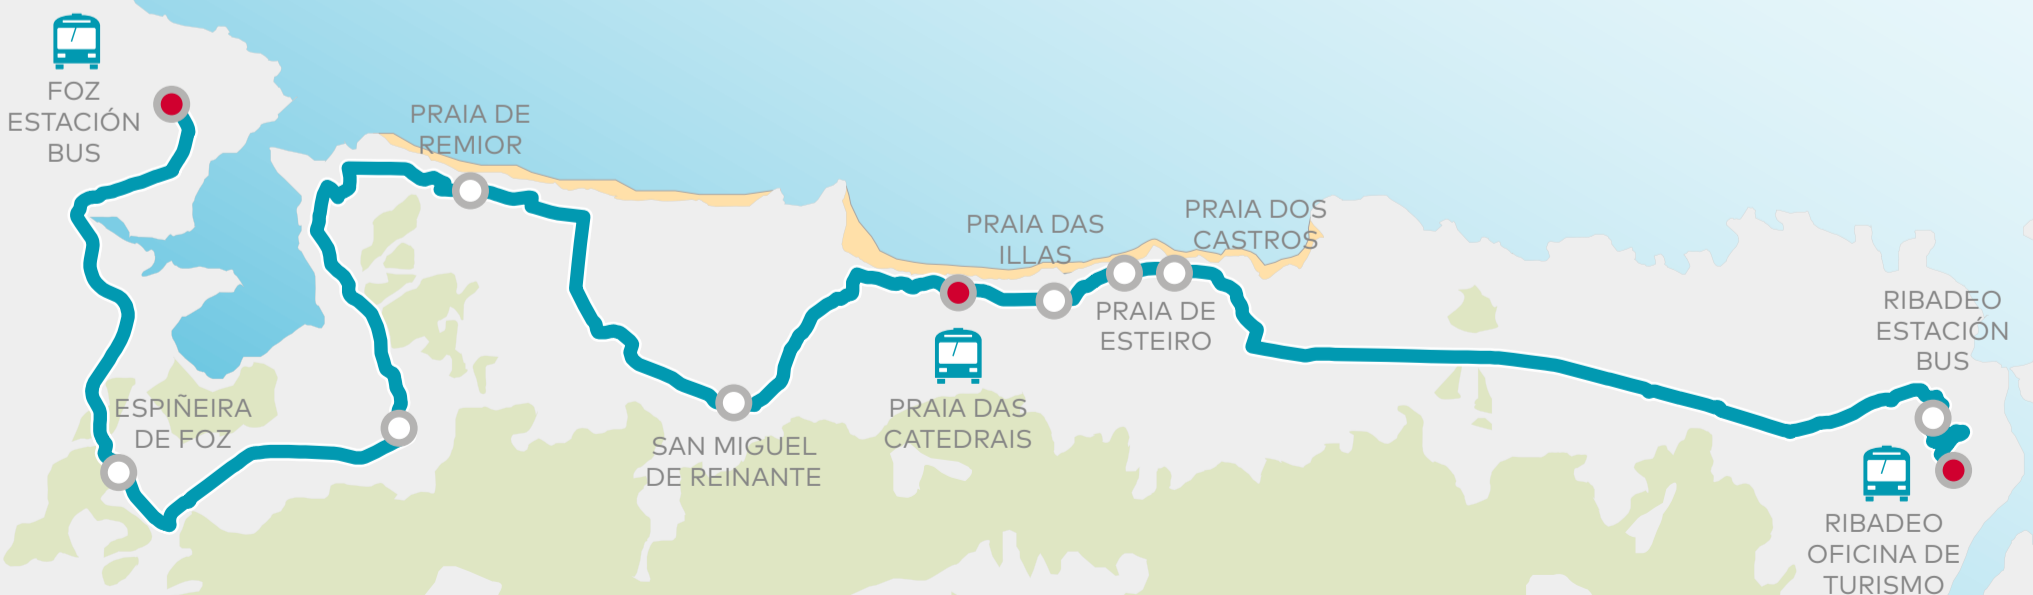 FOZ
ESTACIÓN
BUS
PRAIA DE
REMIOR
ESPIÑEIRA
DE FOZ
SAN MIGUEL
DE REINANTE
PRAIA DAS
CATEDRAIS
PRAIA DAS
ILLAS
PRAIA DE
ESTEIRO
PRAIA DOS
CASTROS
RIBADEO
ESTACIÓN
BUS
RIBADEO
OFICINA DE
TURISMO